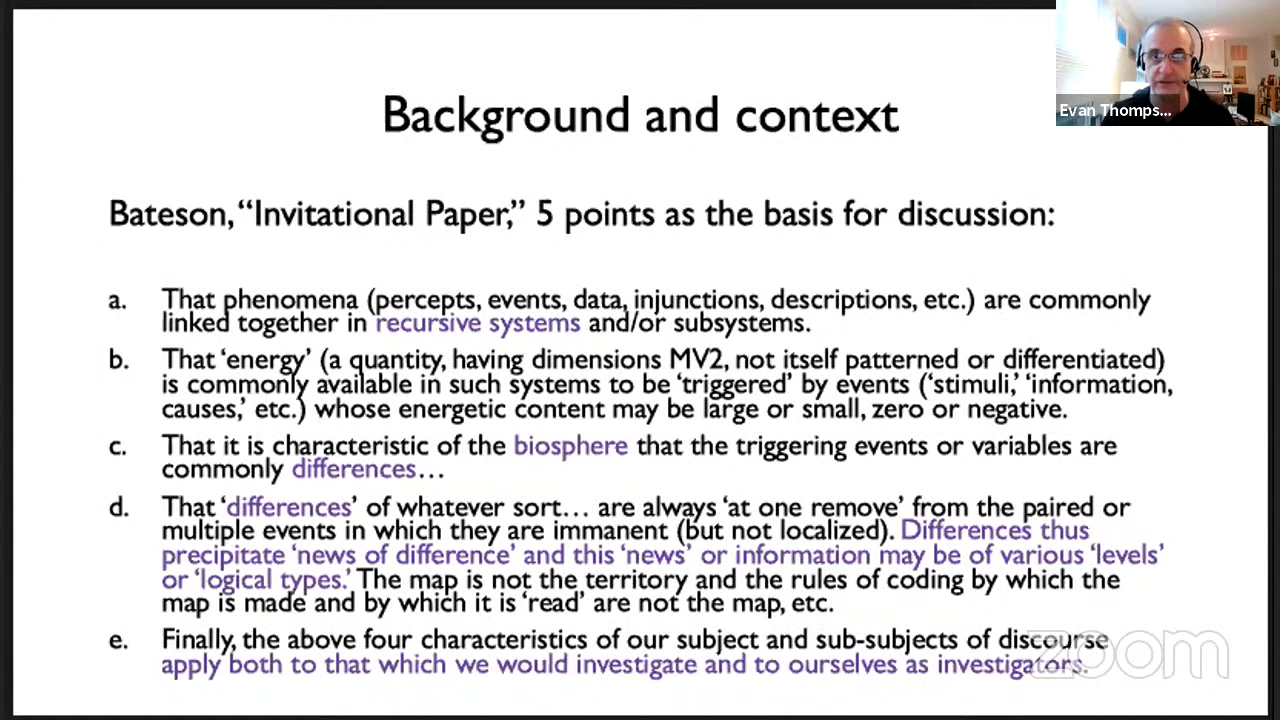 Background and context
Evan Thomps...
Bateson, “Invitational Paper,” 5 points as the basis for discussion:
a. That phenomena (percepts, events, data, injunctions, descriptions, etc.) are commonly
linked together in recursive systems and/or subsystems.
b. That ‘energy’ (a quantity, having dimensions MV2, not itself patterned or differentiated)
is commonly available in such systems to be ‘triggered’ by events (‘stimuli,’ ‘information,
causes,’ etc.) whose energetic content may be large or small, zero or negative.
c. That it is characteristic of the biosphere that the triggering events or variables are
commonly differences…
d. That ‘differences’ of whatever sort… are always ‘at one remove’ from the paired or
multiple events in which they are immanent (but not localized). Differences thus
precipitate ‘news of difference’ and this ‘news’ or information may be of various ‘levels’
or ‘logical types.’ The map is not the territory and the rules of coding by which the
map is made and by which it is ‘read’ are not the map, etc.
e. Finally, the above four characteristics of our subject and sub-subjects of discourse
apply both to that which we would investigate and to ourselves as investigators.
zoom